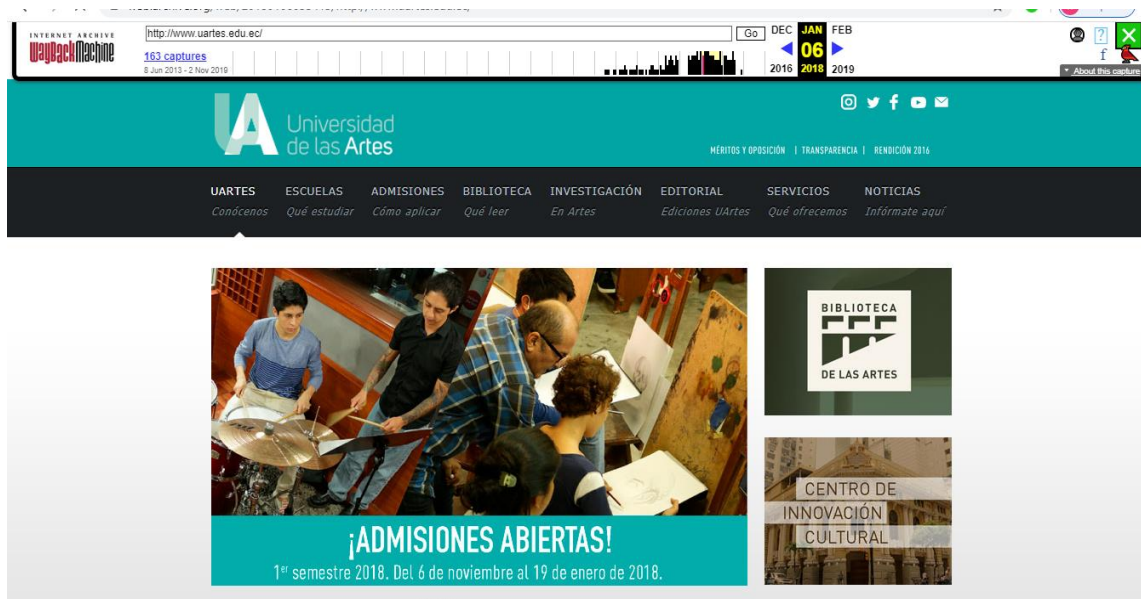 INTERNET ARCHIVE
WayBackMachine
http://www.uartes.edu.ec/
Go
DEC JAN FEB
163 captures
06
8 Jun 2013 - 2 Nov 2019
2016 2018 2019
?
f
About this capture
UA Universidad
de las Artes
MÉRITOS Y OPOSICIÓN | TRANSPARENCIA | RENDICIÓN 2016
UARTES ESCUELAS ADMISIONES BIBLIOTECA INVESTIGACIÓN EDITORIAL SERVICIOS NOTICIAS
Conócenos Qué estudiar Cómo aplicar Qué leer En Artes Ediciones UArtes Qué ofrecemos Infórmate aquí
BIBLIOTECA
DE LAS ARTES
CENTRO DE
INNOVACIÓN
CULTURAL
¡ADMISIONES ABIERTAS!
1er semestre 2018. Del 6 de noviembre al 19 de enero de 2018.